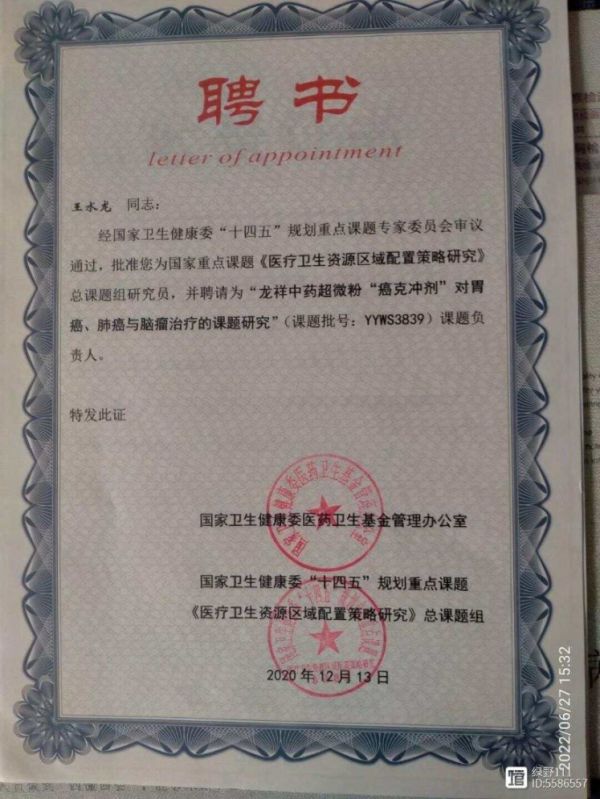 聘书
letter of appointment
王水龙 同志：
经国家卫生健康委“十四五”规划重点课题专家委员会审议
通过，批准您为国家重点课题《医疗卫生资源区域配置策略研究》
总课题组研究员，并聘请为“龙祥中药超微粉“癌克冲剂”对胃
癌、肺癌与脑瘤治疗的课题研究”（课题批号：YYWS3839）课题负
责人。
特发此证
国家卫生健康委医药卫生基金管理办公室
国家卫生健康委“十四五”规划重点课题
《医疗卫生资源区域配置策略研究》总课题组
2020年12月13日
2022/06/27 15:32
绿野111
ID:5586557